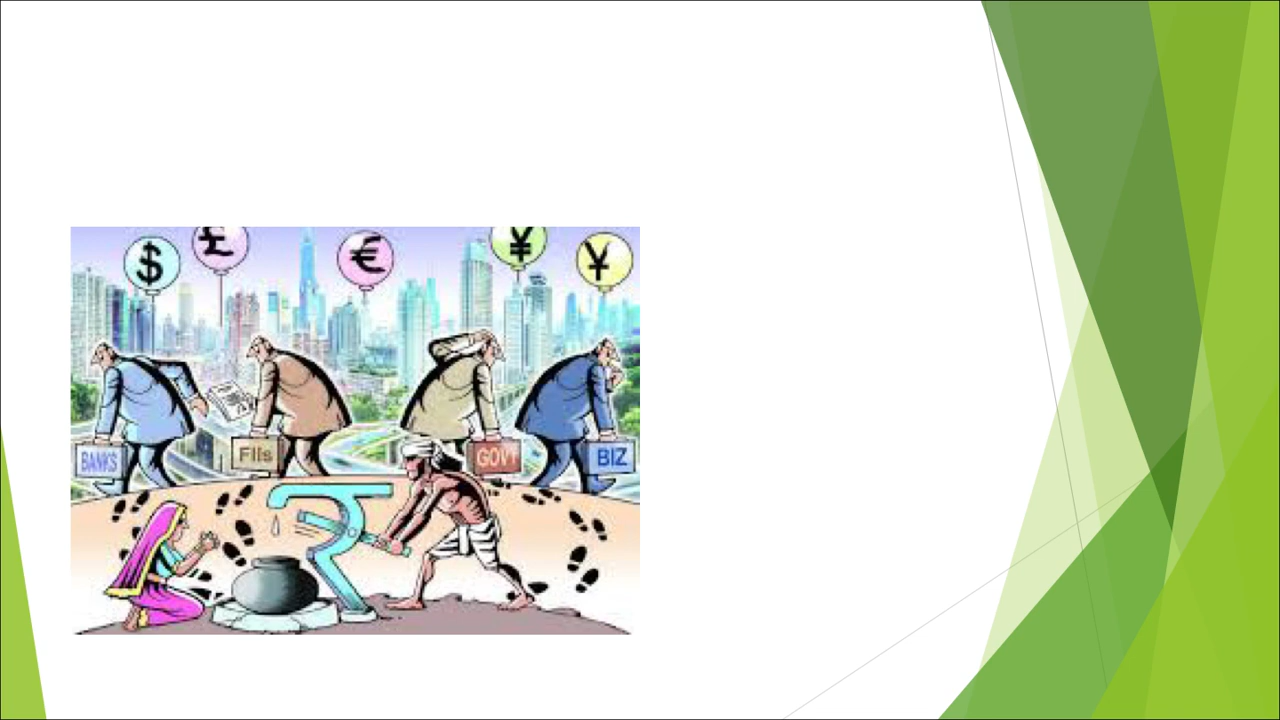 $ £ € ¥ ¥
BANKS FIIs GOVT BIZ
₹